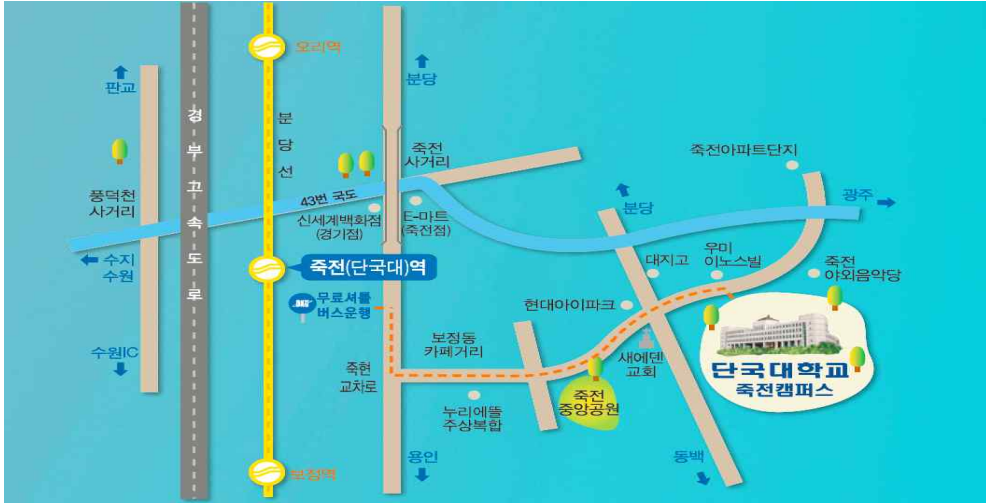 오리역
판교
분당
경부고속도로
분당선
죽전
사거리
죽전아파트단지
풍덕천
사거리
43번 국도
신세계백화점
(경기점)
E-마트
(죽전점)
분당
광주
수지
수원
죽전(단국대)역
대지고
우미
이노스빌
죽전
야외음악당
DKU
무료셔틀
버스운행
현대아이파크
수원IC
죽현
교차로
보정동
카페거리
새에덴
교회
단국대학교
죽전캠퍼스
누리에뜰
주상복합
죽전
중앙공원
보정역
용인
동백